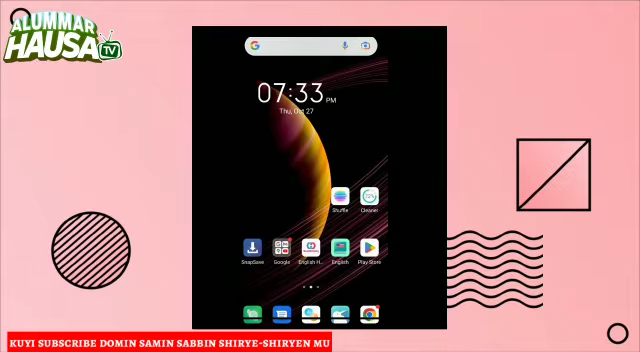 ALUMMAR
HAUSA TV
07:33 PM
Thu, Oct 27
Shuffle
Cleaner
SnapSave
Google
English H...
English
Play Store
KUYI SUBSCRIBE DOMIN SAMIN SABBIN SHIRYE-SHIRYEN MU